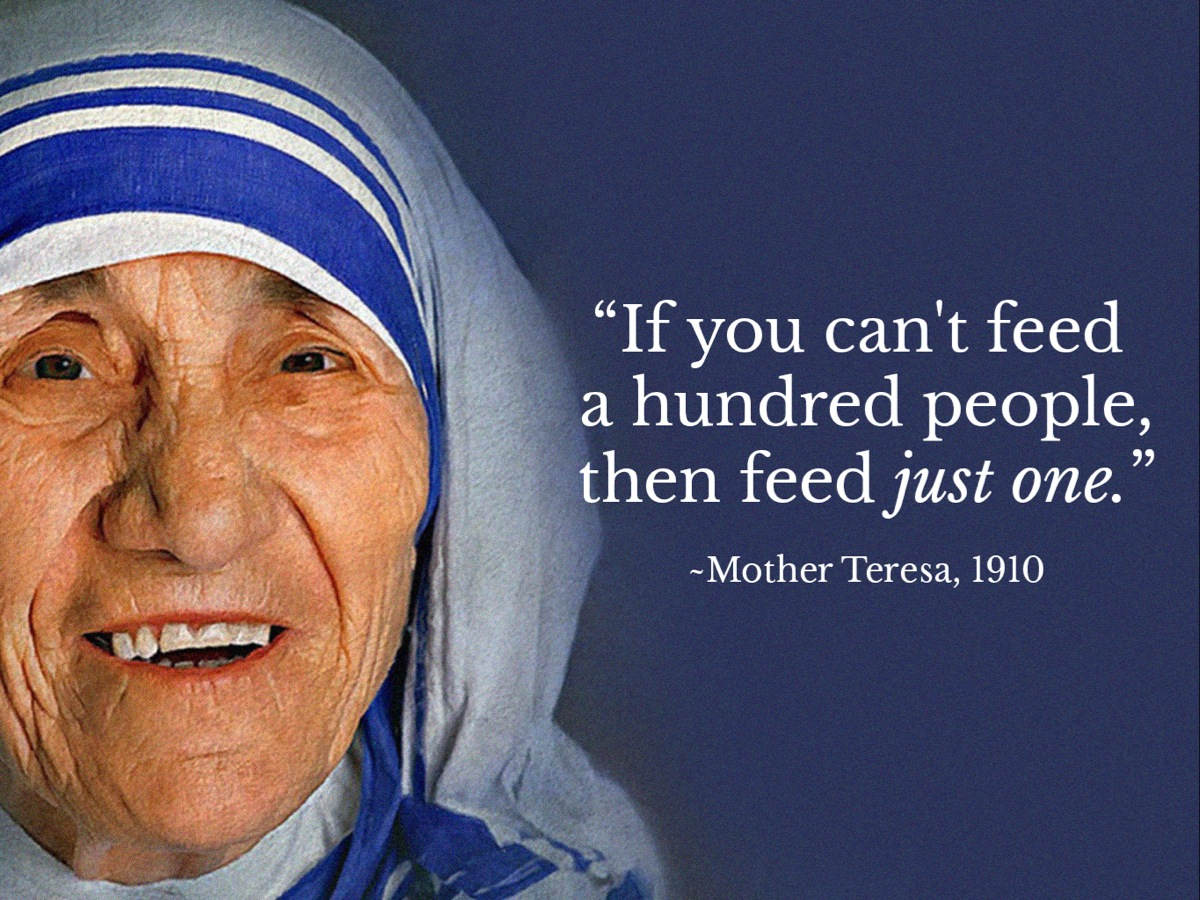 “If you can't feed
a hundred people,
then feed just one.”
~Mother Teresa, 1910